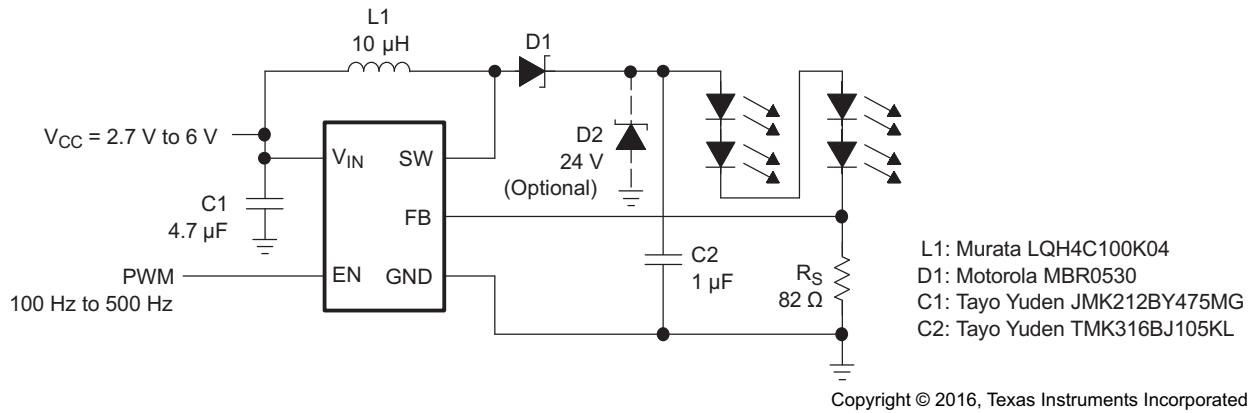 L1
10 µH
D1
V_CC = 2.7 V to 6 V
V_IN
SW
D2
24 V
(Optional)
C1
4.7 µF
FB
C2
1 µF
PWM
100 Hz to 500 Hz
EN
GND
R_S
82 Ω
L1: Murata LQH4C100K04
D1: Motorola MBR0530
C1: Tayo Yuden JMK212BY475MG
C2: Tayo Yuden TMK316BJ105KL
Copyright © 2016, Texas Instruments Incorporated